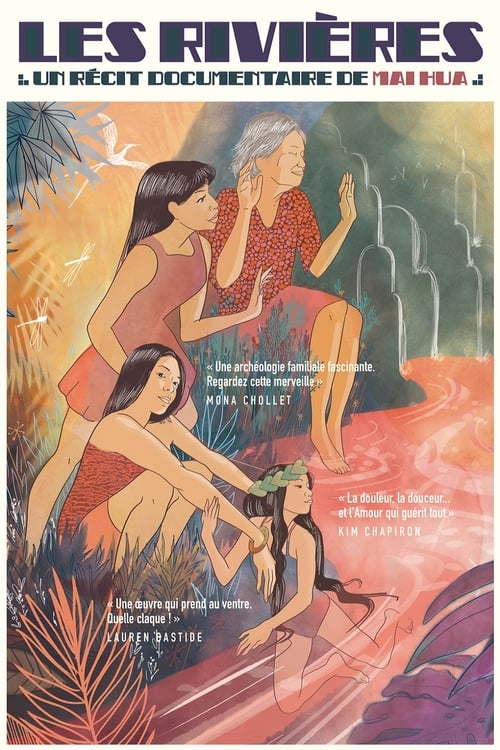 LES RIVIÈRES
:. UN RÉCIT DOCUMENTAIRE DE MAI HUA .:
« Une archéologie familiale fascinante.
Regardez cette merveille »
MONA CHOLLET
« La douleur, la douceur...
et l'Amour qui guérit tout.»
KIM CHAPIRON
« Une œuvre qui prend au ventre.
Quelle claque ! »
LAUREN BASTIDE